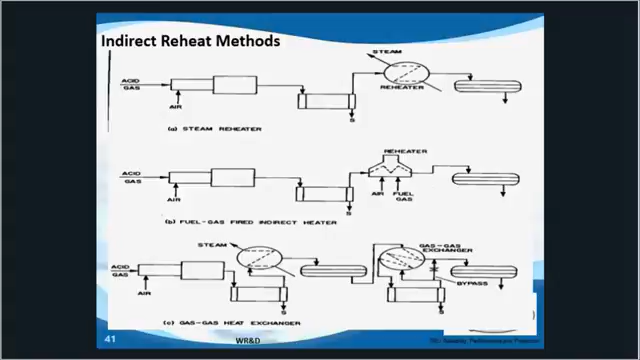 Indirect Reheat Methods
STEAM
ACID
GAS
AIR
REHEATER
S
(a) STEAM REHEATER
REHEATER
ACID
GAS
AIR
AIR
FUEL
GAS
S
(b) FUEL-GAS FIRED INDIRECT HEATER
STEAM
GAS-GAS
EXCHANGER
ACID
GAS
AIR
BYPASS
S
S
(c) GAS-GAS HEAT EXCHANGER
41
WR&D